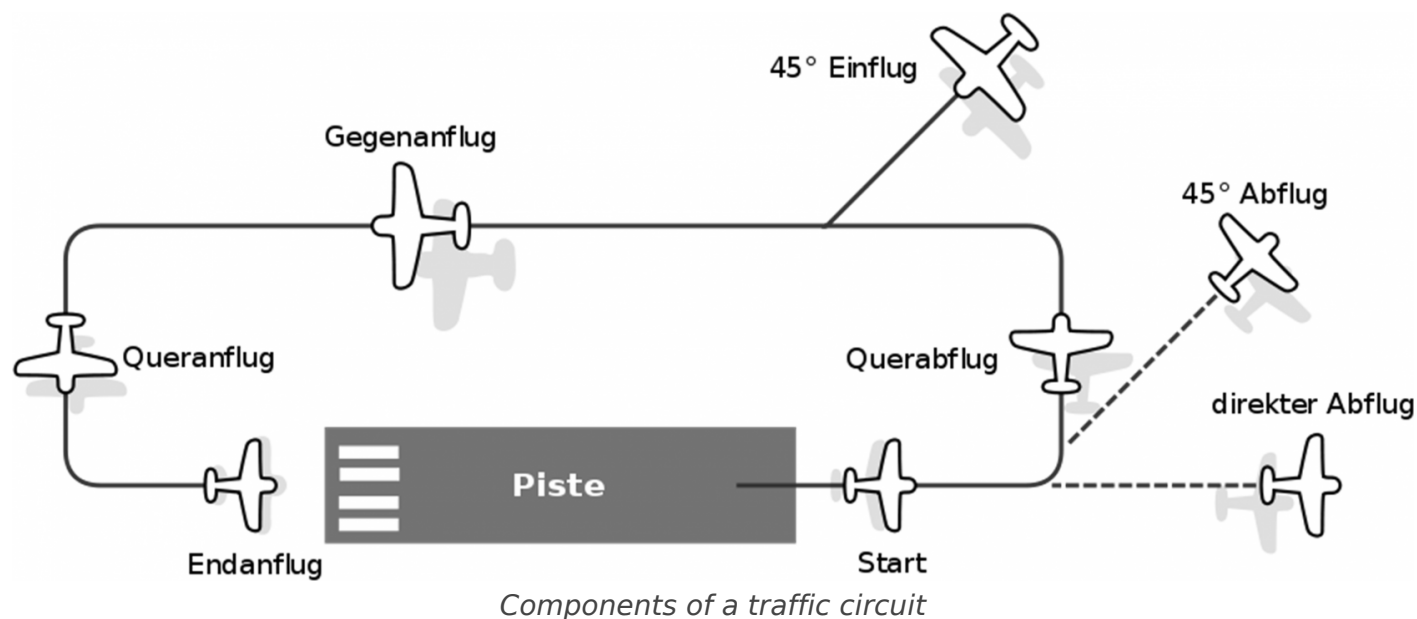 45° Einflug
Gegenanflug
45° Abflug
Queranflug
Querabflug
direkter Abflug
Piste
Endanflug
Start
Components of a traffic circuit